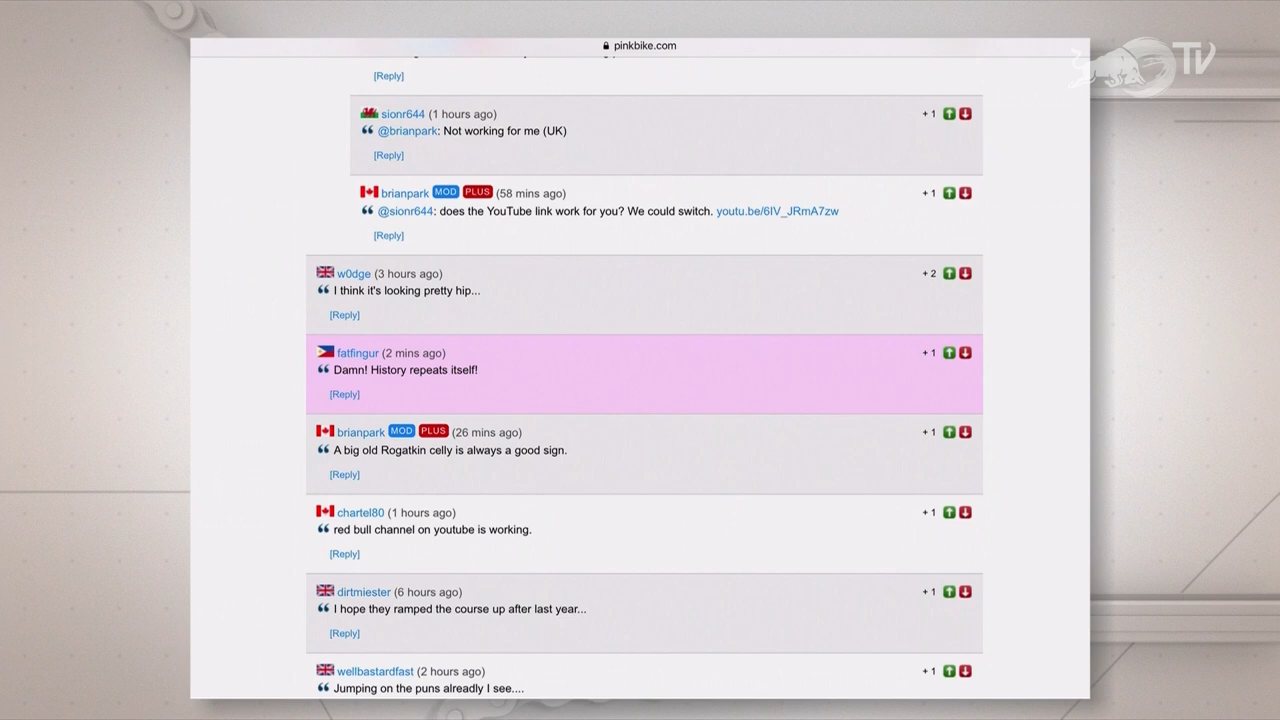 pinkbike.com
TV
[Reply]
sionr644 (1 hours ago)
+ 1
@brianpark: Not working for me (UK)
[Reply]
brianpark MOD PLUS (58 mins ago)
+ 1
@sionr644: does the YouTube link work for you? We could switch. youtu.be/6IV_JRmA7zw
[Reply]
w0dge (3 hours ago)
+ 2
I think it's looking pretty hip...
[Reply]
fatfingur (2 mins ago)
+ 1
Damn! History repeats itself!
[Reply]
brianpark MOD PLUS (26 mins ago)
+ 1
A big old Rogatkin celly is always a good sign.
[Reply]
chartel80 (1 hours ago)
+ 1
red bull channel on youtube is working.
[Reply]
dirtmiester (6 hours ago)
+ 1
I hope they ramped the course up after last year...
[Reply]
wellbastardfast (2 hours ago)
+ 1
Jumping on the puns alreadly I see....